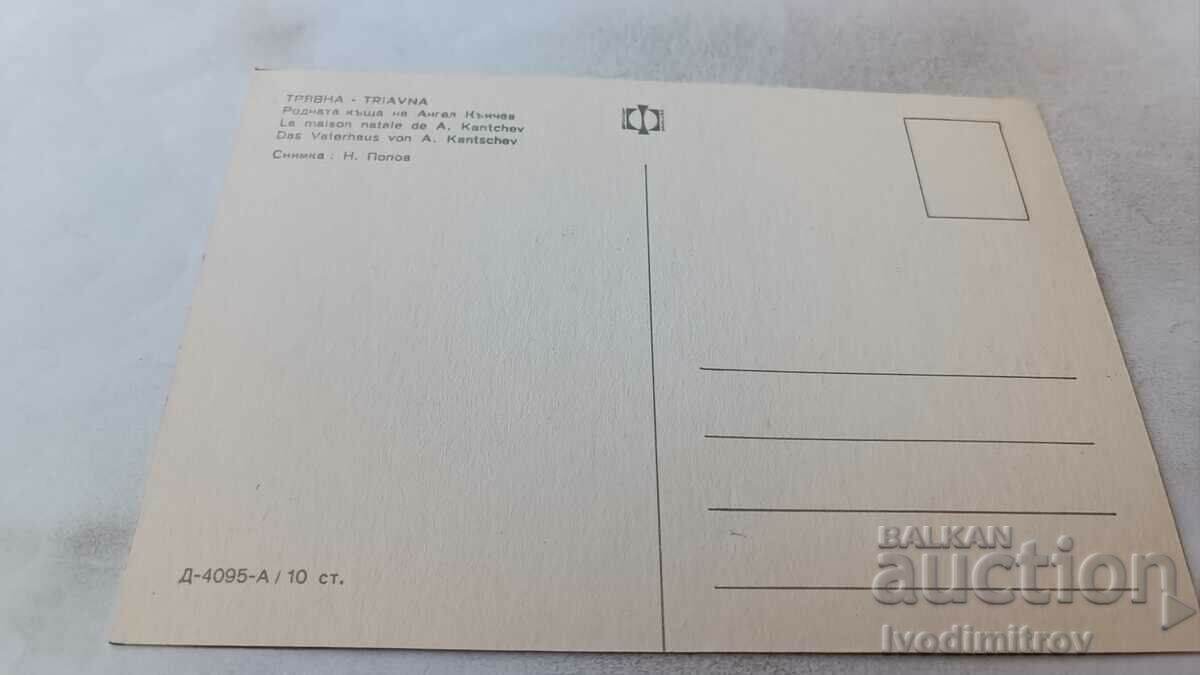 ТРЯВНА - TRIAVNA
Родната къща на Ангел Кънчев
La maison natale de A. Kantchev
Das Vaterhaus von A. Kantschev
Снимка: Н. Попов
Д-4095-А / 10 ст.
BALKAN
auction
Ivodimitrov